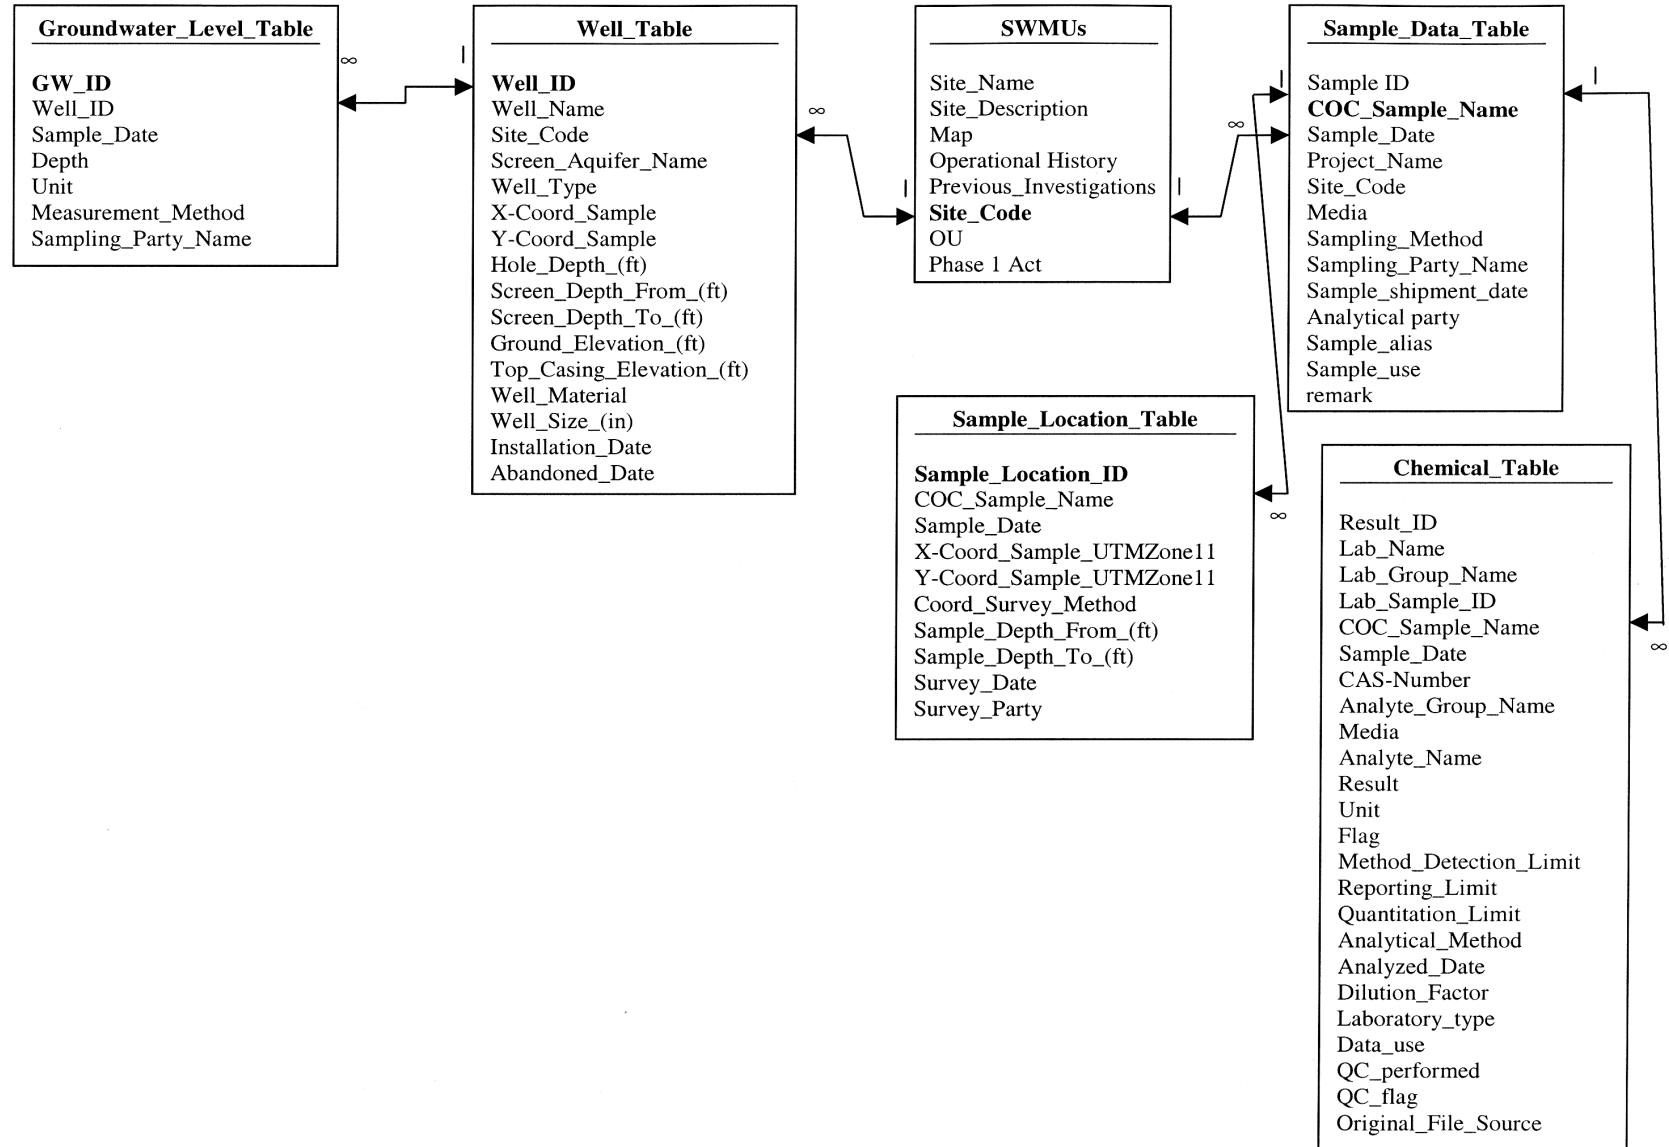 Groundwater_Level_Table
GW_ID
Well_ID
Sample_Date
Depth
Unit
Measurement_Method
Sampling_Party_Name
∞
|
Well_Table
Well_ID
Well_Name
Site_Code
Screen_Aquifer_Name
Well_Type
X-Coord_Sample
Y-Coord_Sample
Hole_Depth_(ft)
Screen_Depth_From_(ft)
Screen_Depth_To_(ft)
Ground_Elevation_(ft)
Top_Casing_Elevation_(ft)
Well_Material
Well_Size_(in)
Installation_Date
Abandoned_Date
∞
|
SWMUs
Site_Name
Site_Description
Map
Operational History
Previous_Investigations
Site_Code
OU
Phase 1 Act
|
∞
|
Sample_Data_Table
Sample ID
COC_Sample_Name
Sample_Date
Project_Name
Site_Code
Media
Sampling_Method
Sampling_Party_Name
Sample_shipment_date
Analytical party
Sample_alias
Sample_use
remark
|
Sample_Location_Table
Sample_Location_ID
COC_Sample_Name
Sample_Date
X-Coord_Sample_UTMZone11
Y-Coord_Sample_UTMZone11
Coord_Survey_Method
Sample_Depth_From_(ft)
Sample_Depth_To_(ft)
Survey_Date
Survey_Party
∞
Chemical_Table
Result_ID
Lab_Name
Lab_Group_Name
Lab_Sample_ID
COC_Sample_Name
Sample_Date
CAS-Number
Analyte_Group_Name
Media
Analyte_Name
Result
Unit
Flag
Method_Detection_Limit
Reporting_Limit
Quantitation_Limit
Analytical_Method
Analyzed_Date
Dilution_Factor
Laboratory_type
Data_use
QC_performed
QC_flag
Original_File_Source
∞